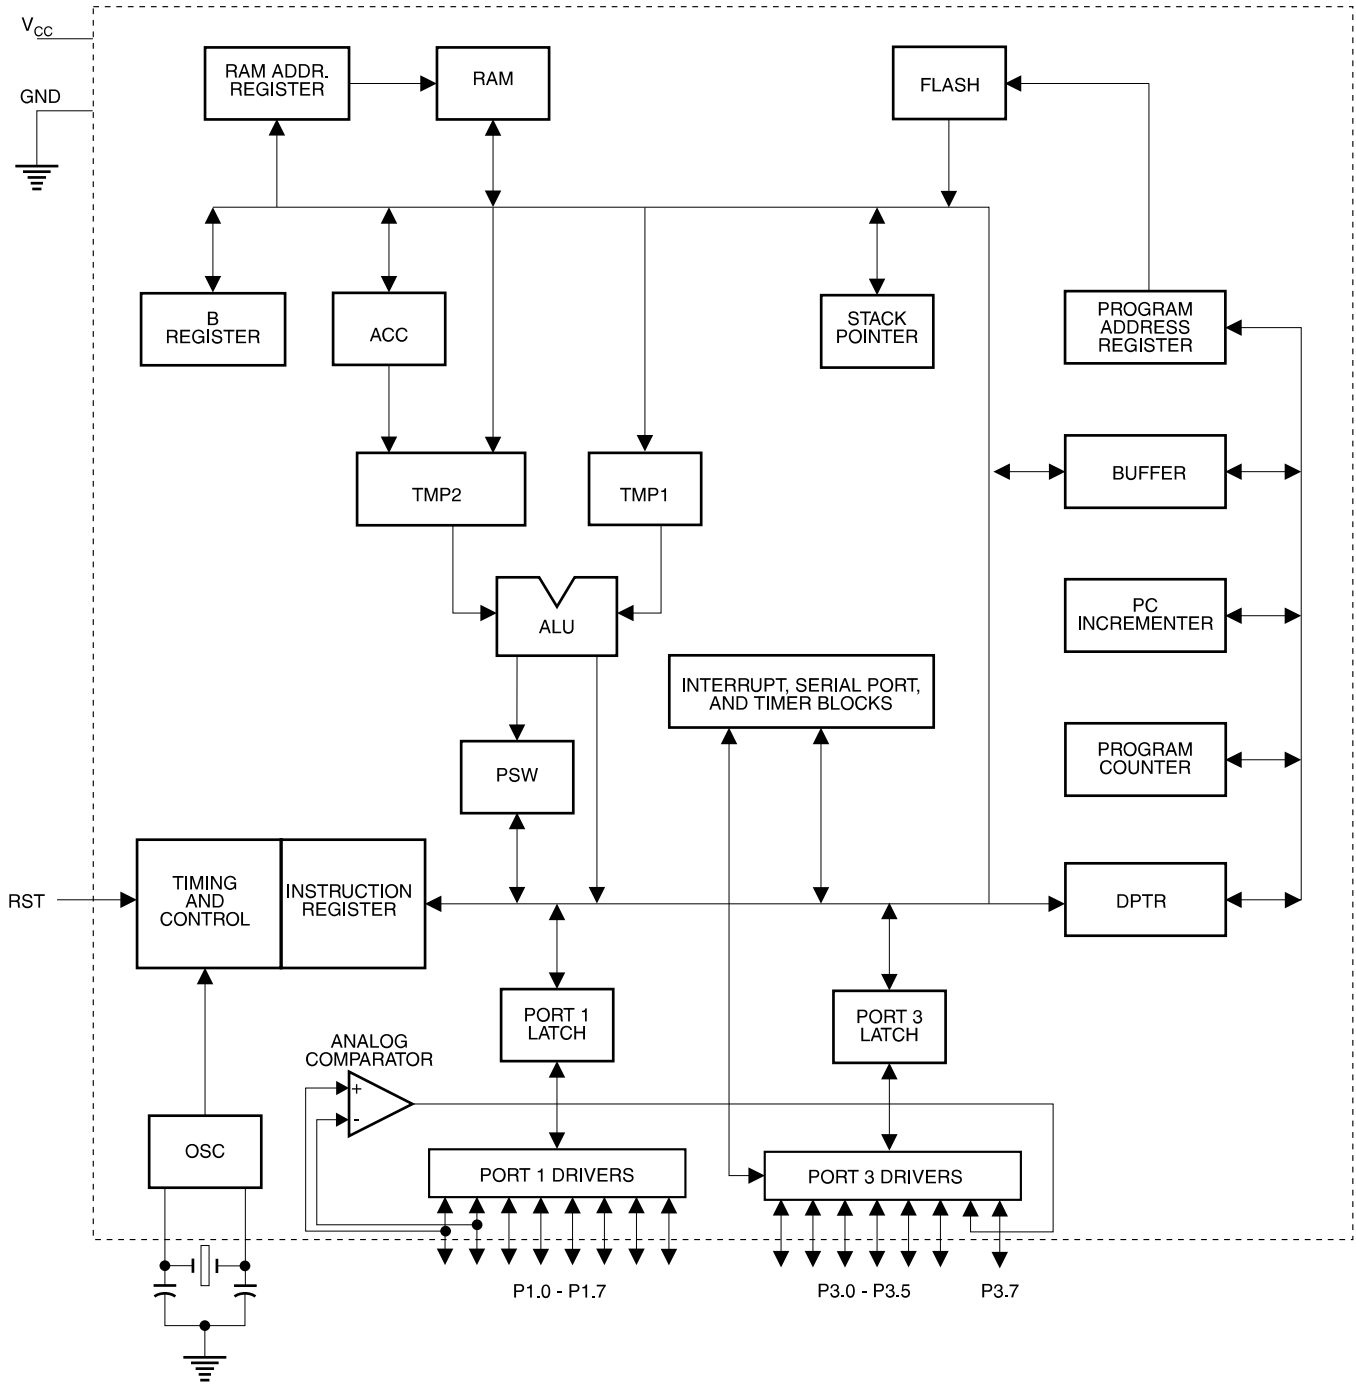 VCC
GND
RAM ADDR.
REGISTER
RAM
FLASH
B
REGISTER
ACC
STACK
POINTER
PROGRAM
ADDRESS
REGISTER
TMP2
TMP1
BUFFER
ALU
PC
INCREMENTER
INTERRUPT, SERIAL PORT,
AND TIMER BLOCKS
PSW
PROGRAM
COUNTER
RST
TIMING
AND
CONTROL
INSTRUCTION
REGISTER
DPTR
PORT 1
LATCH
PORT 3
LATCH
ANALOG
COMPARATOR
+
-
OSC
PORT 1 DRIVERS
PORT 3 DRIVERS
P1.0 - P1.7
P3.0 - P3.5
P3.7